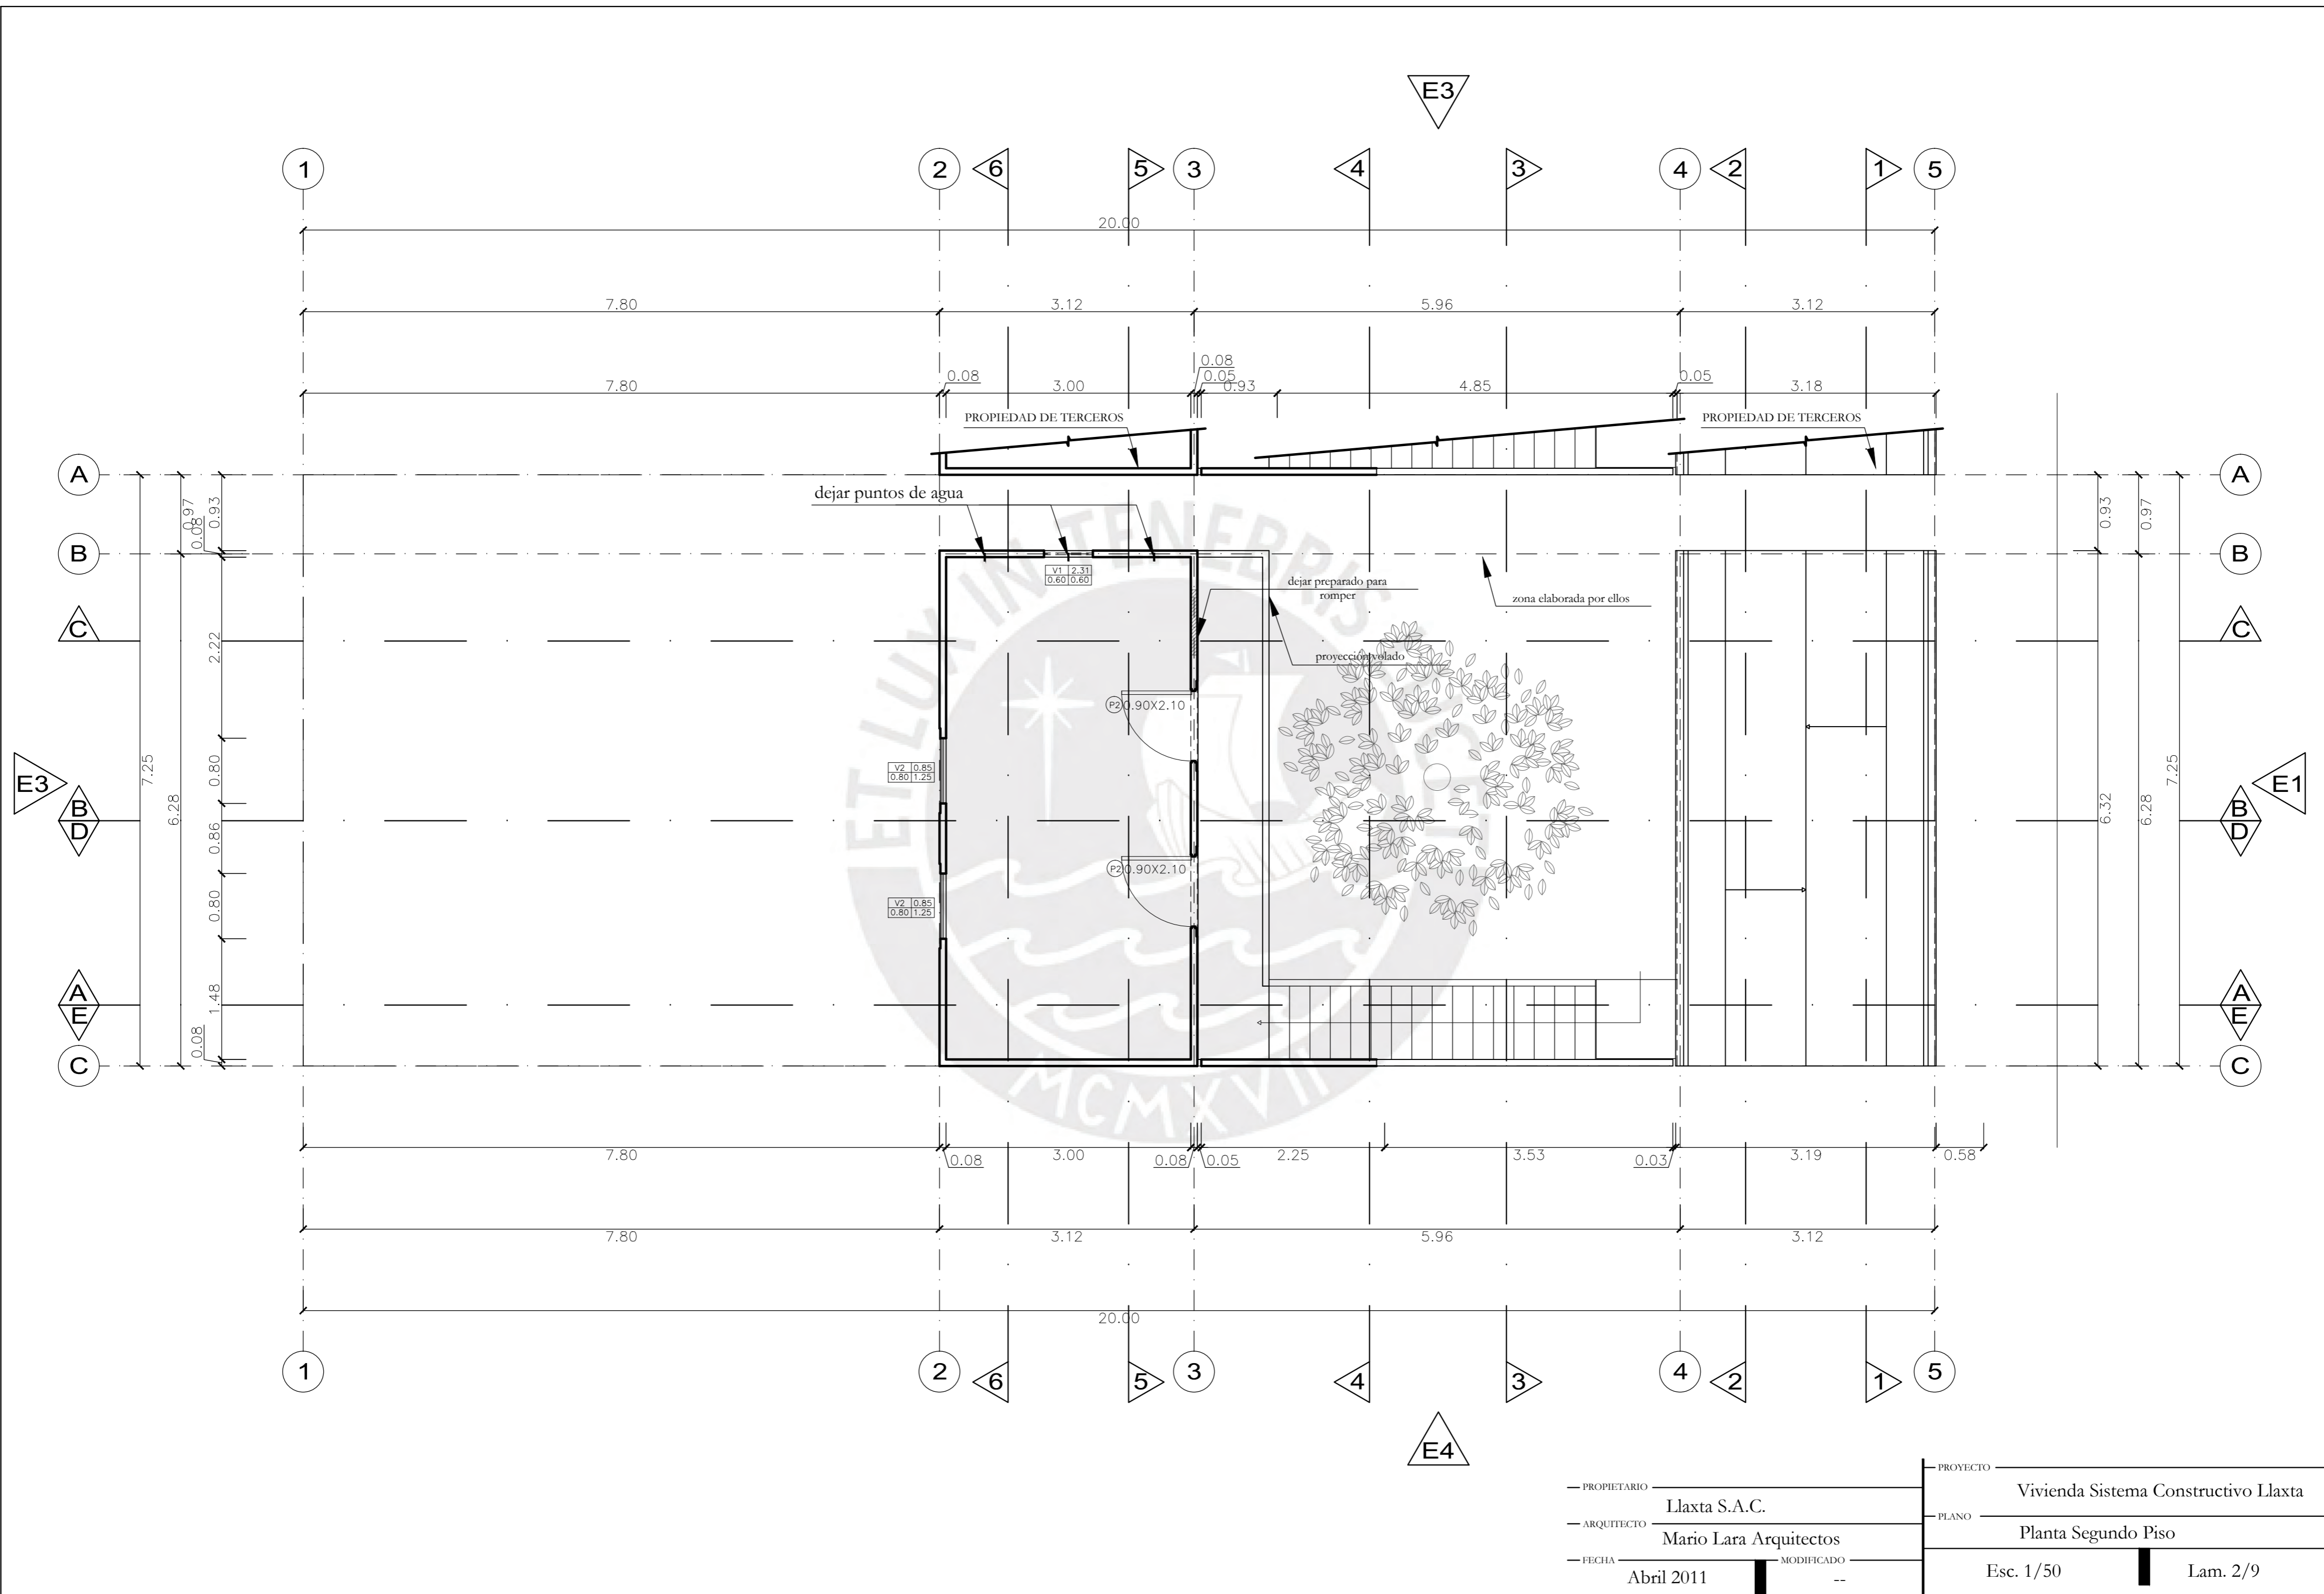 E3
1
2
6
5
3
4
3
4
2
1
5
20.00
7.80
3.12
5.96
3.12
7.80
0.08
3.00
0.08
0.05
0.93
4.85
0.05
3.18
PROPIEDAD DE TERCEROS
PROPIEDAD DE TERCEROS
A
A
dejar puntos de agua
0.97
0.08
0.93
0.93
0.97
B
B
V1 2.31
0.60 0.60
dejar preparado para
romper
zona elaborada por ellos
C
C
2.22
proyección volado
P2 0.90X2.10
7.25
6.28
0.80
V2 0.85
0.80 1.25
E3
B
D
0.86
6.32
6.28
7.25
B
D
E1
P2 0.90X2.10
0.80
V2 0.85
0.80 1.25
A
E
1.48
0.08
A
E
C
C
ET LUX IN TENEBRIS LUCET
MCMXVII
7.80
0.08
3.00
0.08
0.05
2.25
3.53
0.03
3.19
0.58
7.80
3.12
5.96
3.12
20.00
1
2
6
5
3
4
3
4
2
1
5
E4
PROPIETARIO
Llaxta S.A.C.
ARQUITECTO
Mario Lara Arquitectos
FECHA
Abril 2011
MODIFICADO
--
PROYECTO
Vivienda Sistema Constructivo Llaxta
PLANO
Planta Segundo Piso
Esc. 1/50
Lam. 2/9